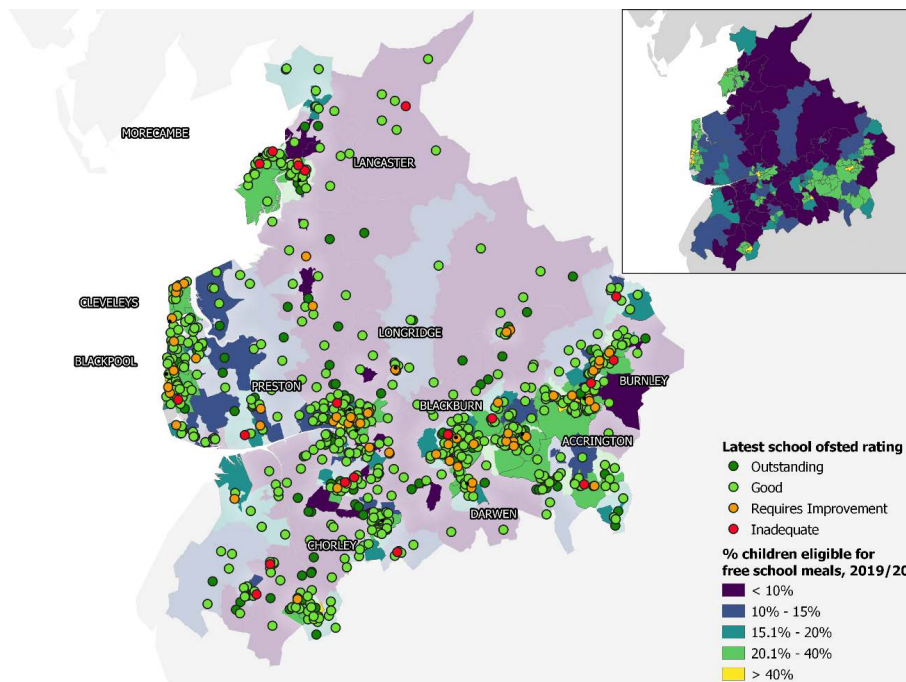 MORECAMBE
LANCASTER
CLEVELEYS
LONGRIDGE
BLACKPOOL
PRESTON
BURNLEY
BLACKBURN
ACCRINGTON
DARWEN
CHORLEY
Latest school ofsted rating
Outstanding
Good
Requires Improvement
Inadequate
% children eligible for
free school meals, 2019/20
< 10%
10% - 15%
15.1% - 20%
20.1% - 40%
> 40%